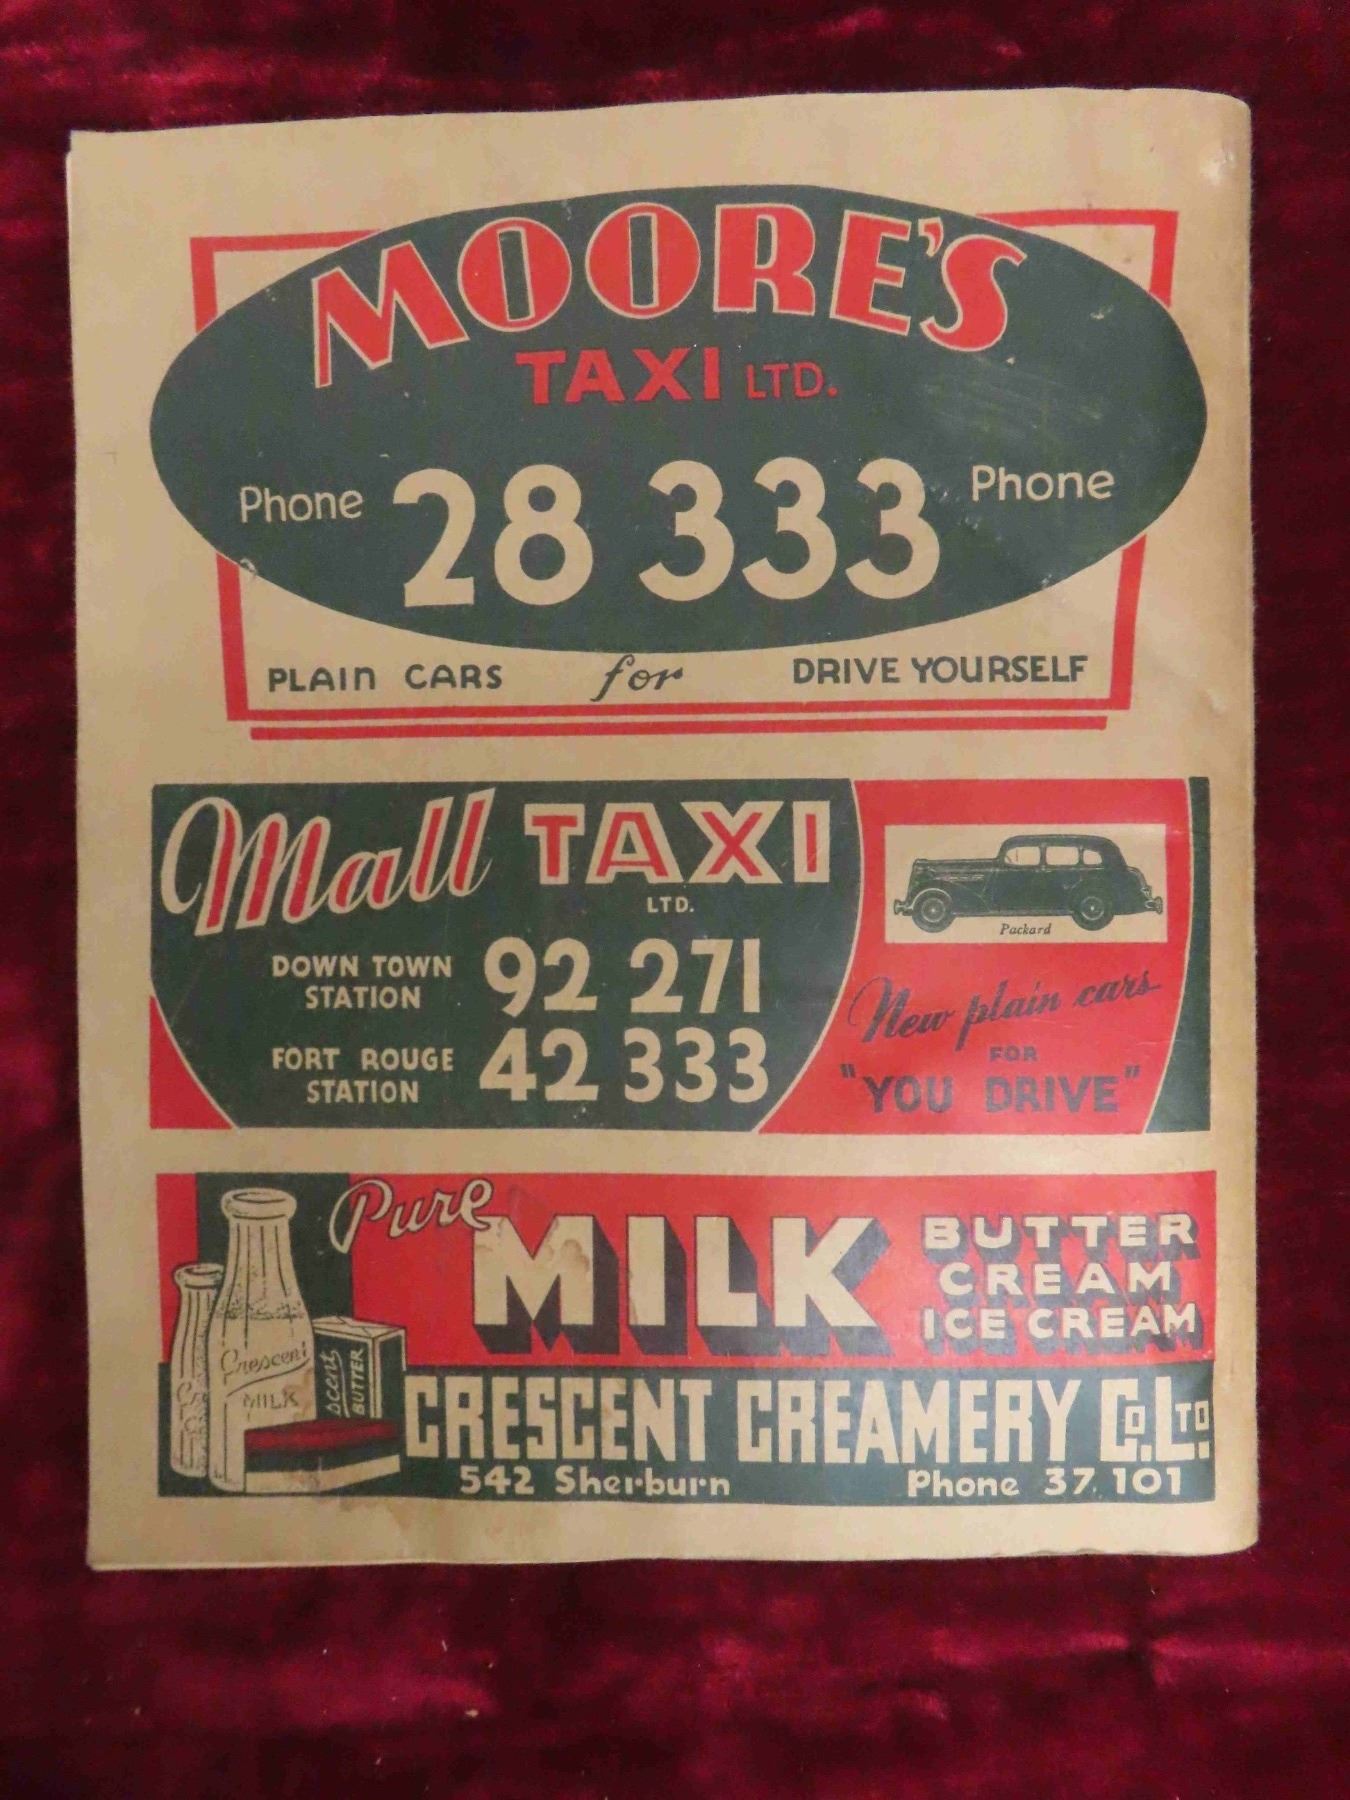 MOORE'S
TAXI LTD.
Phone 28 333 Phone
PLAIN CARS for DRIVE YOURSELF
Mall TAXI
LTD.
DOWN TOWN
STATION
92 271
FORT ROUGE
STATION
42 333
Packard
New plain cars
FOR
"YOU DRIVE"
Pure
MILK
BUTTER
CREAM
ICE CREAM
Crescent
MILK
scent
BUTTER
CRESCENT CREAMERY CO. LTD.
542 Sherburn Phone 37 101